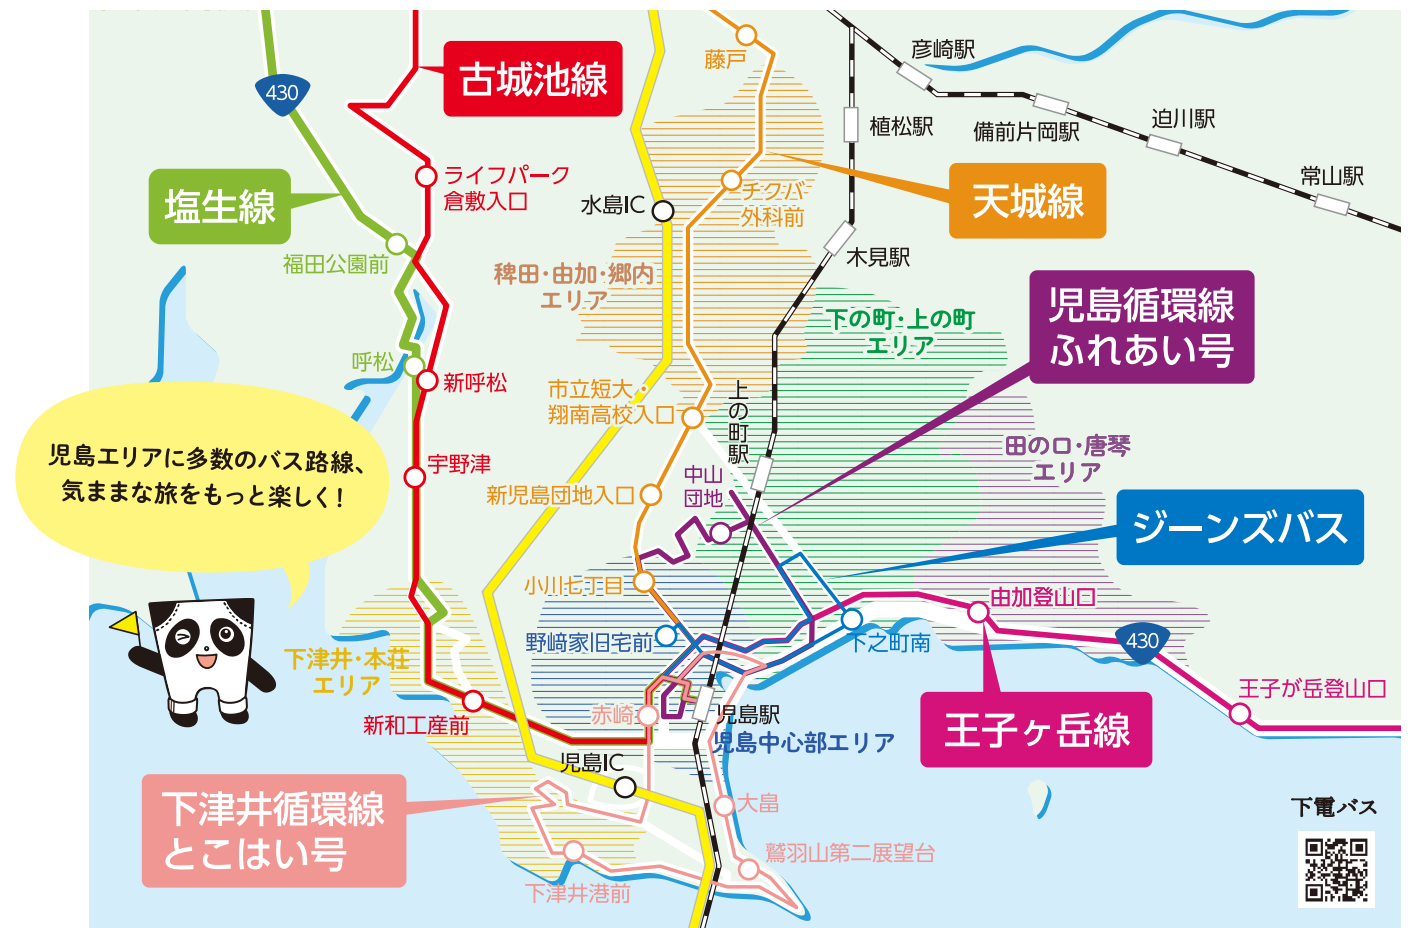 藤戸
彦崎駅
古城池線
430
植松駅
備前片岡駅
迫川駅
常山駅
ライフパーク
倉敷入口
塩生線
チクバ
外科前
天城線
水島IC
福田公園前
木見駅
稗田・由加・郷内
エリア
下の町・上の町
エリア
児島循環線
ふれあい号
呼松
新呼松
市立短大・
翔南高校入口
上の町駅
田の口・唐琴
エリア
児島エリアに多数のバス路線、
気ままな旅をもっと楽しく!
宇野津
新児島団地入口
中山
団地
ジーンズバス
小川七丁目
由加登山口
野﨑家旧宅前
下之町南
430
下津井・本荘
エリア
王子が岳登山口
新和工産前
赤崎
児島駅
児島中心部エリア
王子ヶ岳線
児島IC
下津井循環線
とこはい号
大畠
下電バス
鷲羽山第二展望台
下津井港前